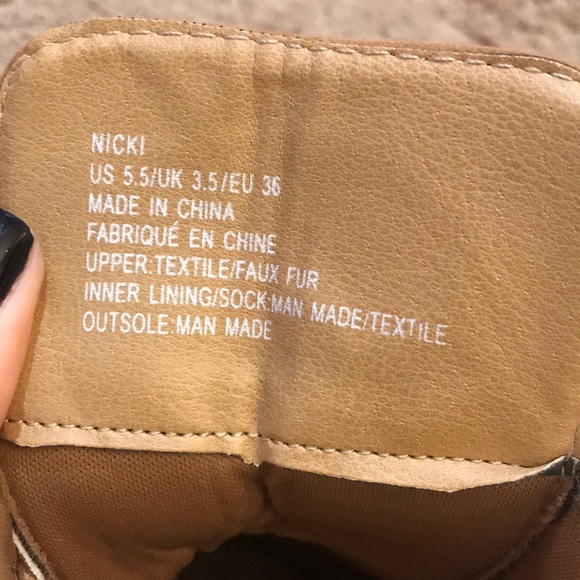 NICKI
US 5.5/UK 3.5/EU 36
MADE IN CHINA
FABRIQUÉ EN CHINE
UPPER:TEXTILE/FAUX FUR
INNER LINING/SOCK:MAN MADE/TEXTILE
OUTSOLE:MAN MADE